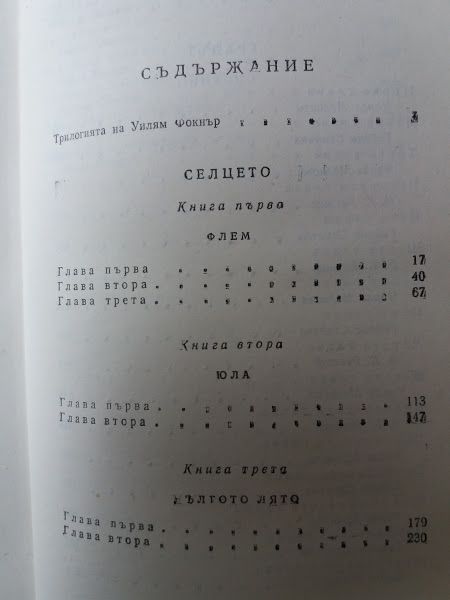 СЪДЪРЖАНИЕ
Трилогията на Уилям Фокнър . . . . . . .
СЕЛЦЕТО
Книга първа
ФЛЕМ
Глава първа . . . . . . . . . 17
Глава втора . . . . . . . . . . 40
Глава трета . . . . . . . . . . 67
Книга втора
ЮЛА
Глава първа . . . . . . . . . . 113
Глава втора . . . . . . . . . . 147
Книга трета
ДЪЛГОТО ЛЯТО
Глава първа . . . . . . . . . . 179
Глава втора . . . . . . . . . . 230